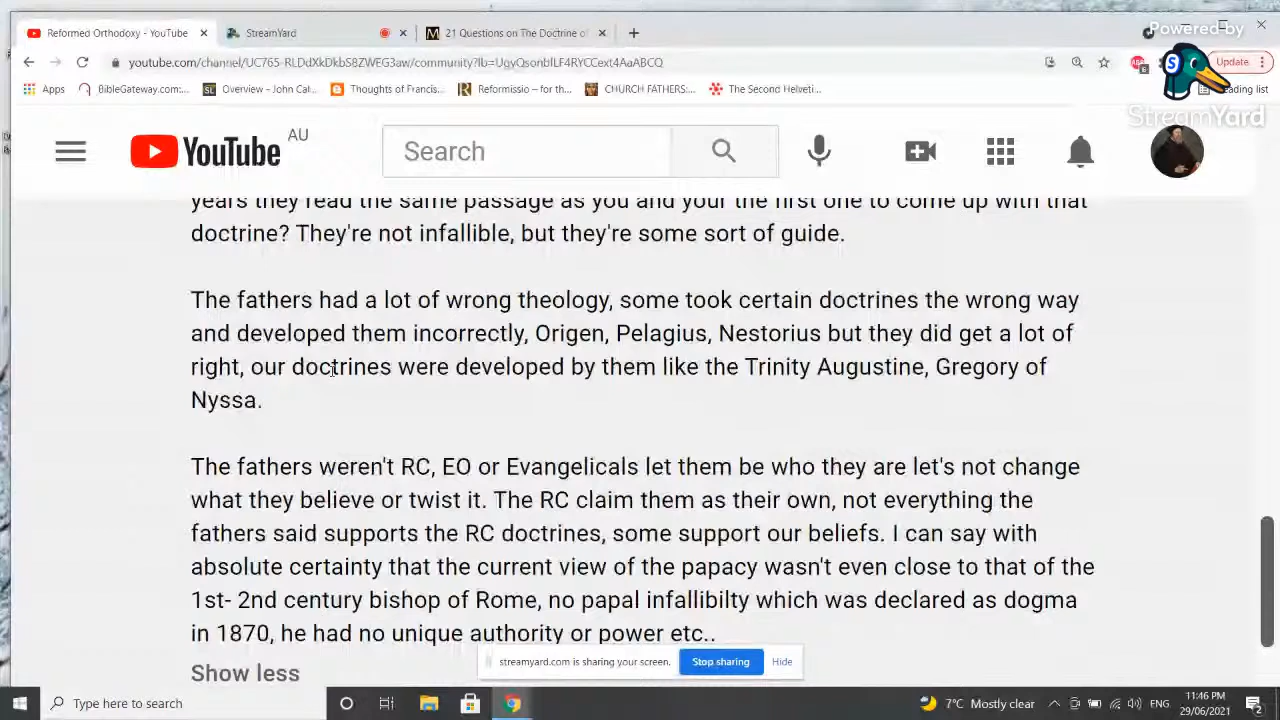 Reformed Orthodoxy - YouTube
StreamYard
21 Questions on The Doctrine of
Powered by
youtube.com/channel/UC765-RLDdXkDkbS8ZWEG3aw/community?lb=
Update
Apps
BibleGateway.com:...
Overview - John Cal...
Thoughts of Francis...
Reformissio – for th...
CHURCH FATHERS:...
The Second Helveti...
Reading list
StreamYard
YouTube
AU
Search
years they read the same passage as you and your the first one to come up with that
doctrine? They're not infallible, but they're some sort of guide.
The fathers had a lot of wrong theology, some took certain doctrines the wrong way
and developed them incorrectly, Origen, Pelagius, Nestorius but they did get a lot of
right, our doctrines were developed by them like the Trinity Augustine, Gregory of
Nyssa.
The fathers weren't RC, EO or Evangelicals let them be who they are let's not change
what they believe or twist it. The RC claim them as their own, not everything the
fathers said supports the RC doctrines, some support our beliefs. I can say with
absolute certainty that the current view of the papacy wasn't even close to that of the
1st- 2nd century bishop of Rome, no papal infallibilty which was declared as dogma
in 1870, he had no unique authority or power etc..
Show less
streamyard.com is sharing your screen.
Stop sharing
Hide
Type here to search
7°C Mostly clear
ENG
11:46 PM
29/06/2021
2